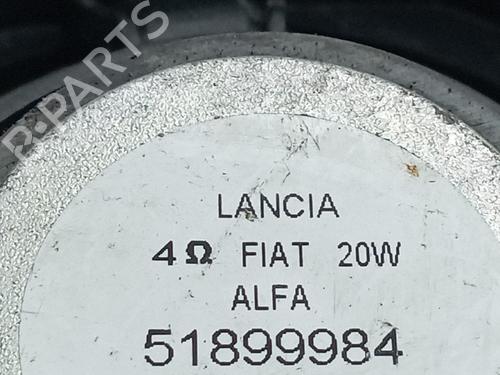 B-PARTS
LANCIA
4Ω FIAT 20W
ALFA
51899984